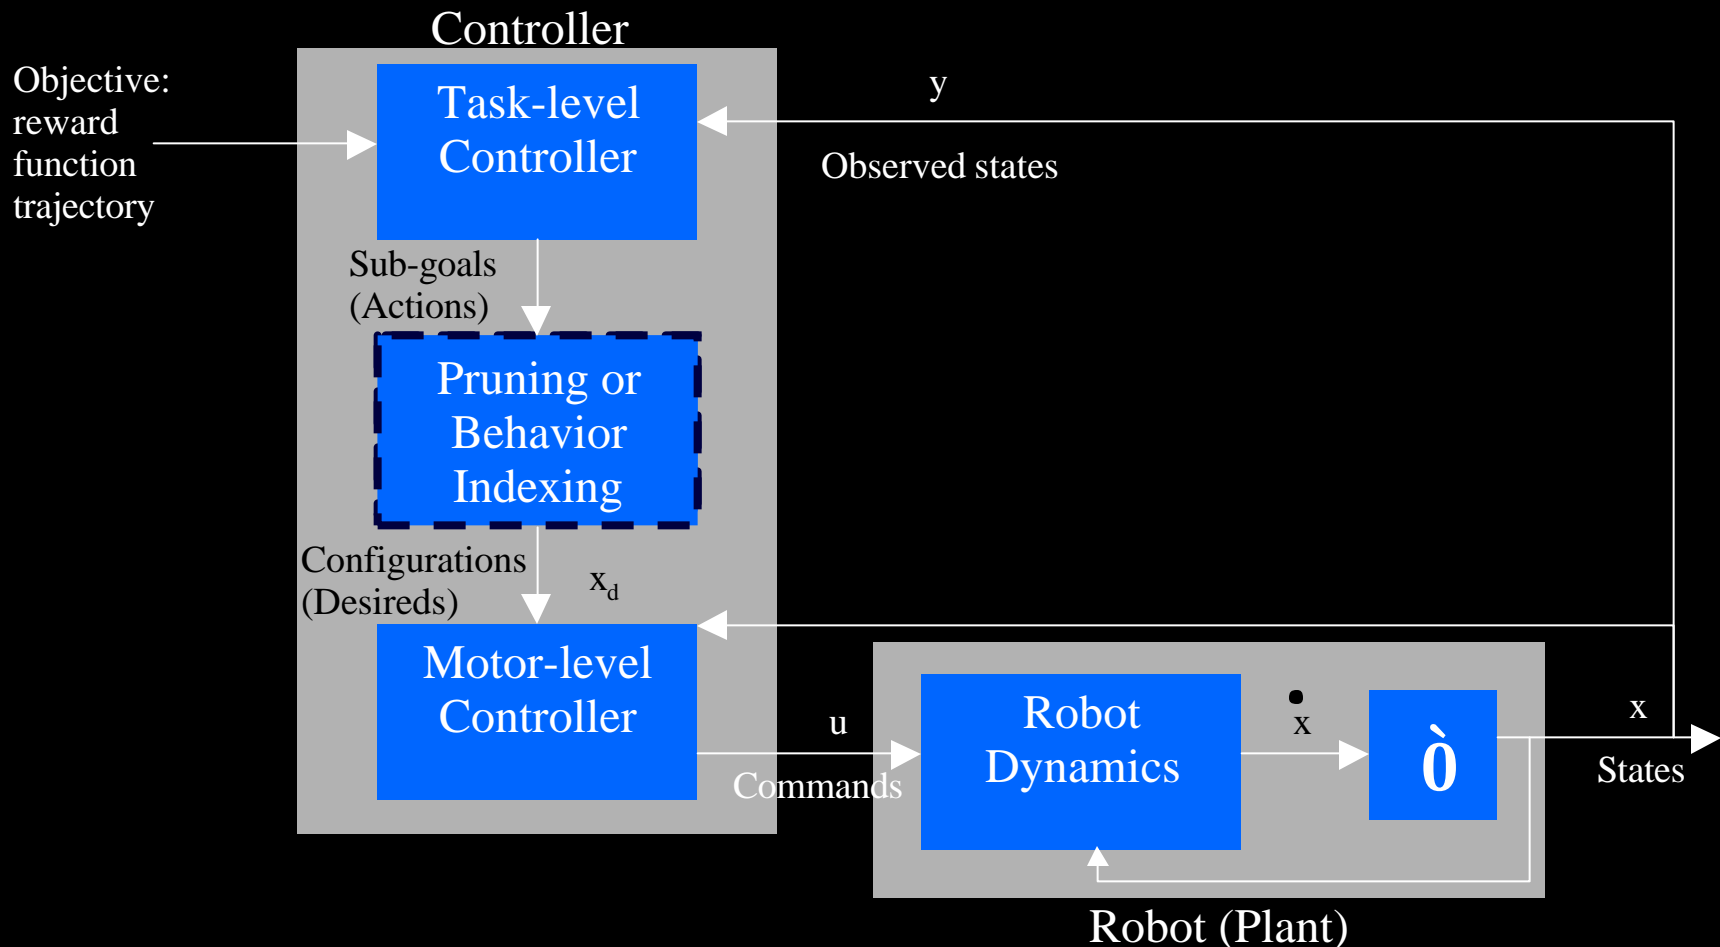 Controller
Objective:
reward
function
trajectory
Task-level
Controller
y
Observed states
Sub-goals
(Actions)
Pruning or
Behavior
Indexing
Configurations
(Desireds)
x_d
Motor-level
Controller
u
Commands
Robot
Dynamics
ẋ
ò
x
States
Robot (Plant)